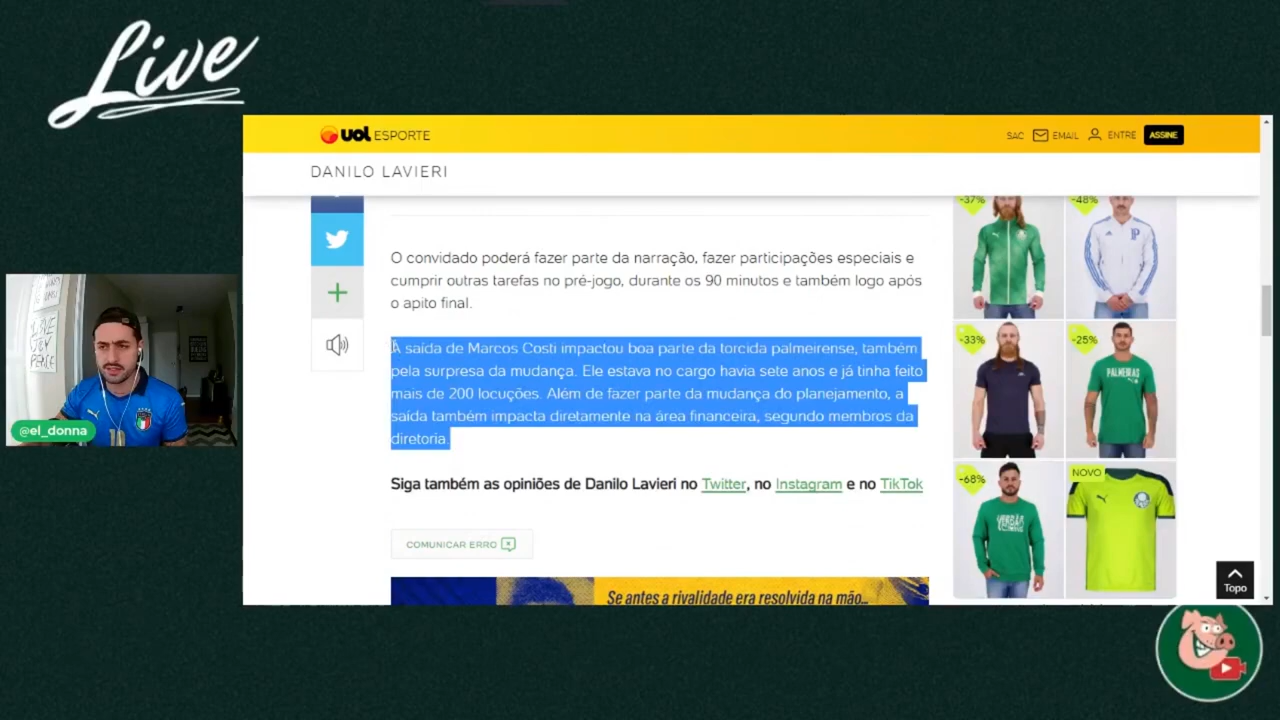 Live
uol ESPORTE
SAC EMAIL ENTRE ASSINE
DANILO LAVIERI
-37%
-48%
O convidado poderá fazer parte da narração, fazer participações especiais e
cumprir outras tarefas no pré-jogo, durante os 90 minutos e também logo após
o apito final.
A saída de Marcos Costi impactou boa parte da torcida palmeirense, também
pela surpresa da mudança. Ele estava no cargo havia sete anos e já tinha feito
mais de 200 locuções. Além de fazer parte da mudança do planejamento, a
saída também impacta diretamente na área financeira, segundo membros da
diretoria.
-33%
-25%
PALMEIRAS
@el_donna
Siga também as opiniões de Danilo Lavieri no Twitter, no Instagram e no TikTok
-68%
NOVO
COMUNICAR ERRO
Topo
Se antes a rivalidade era resolvida na mão...